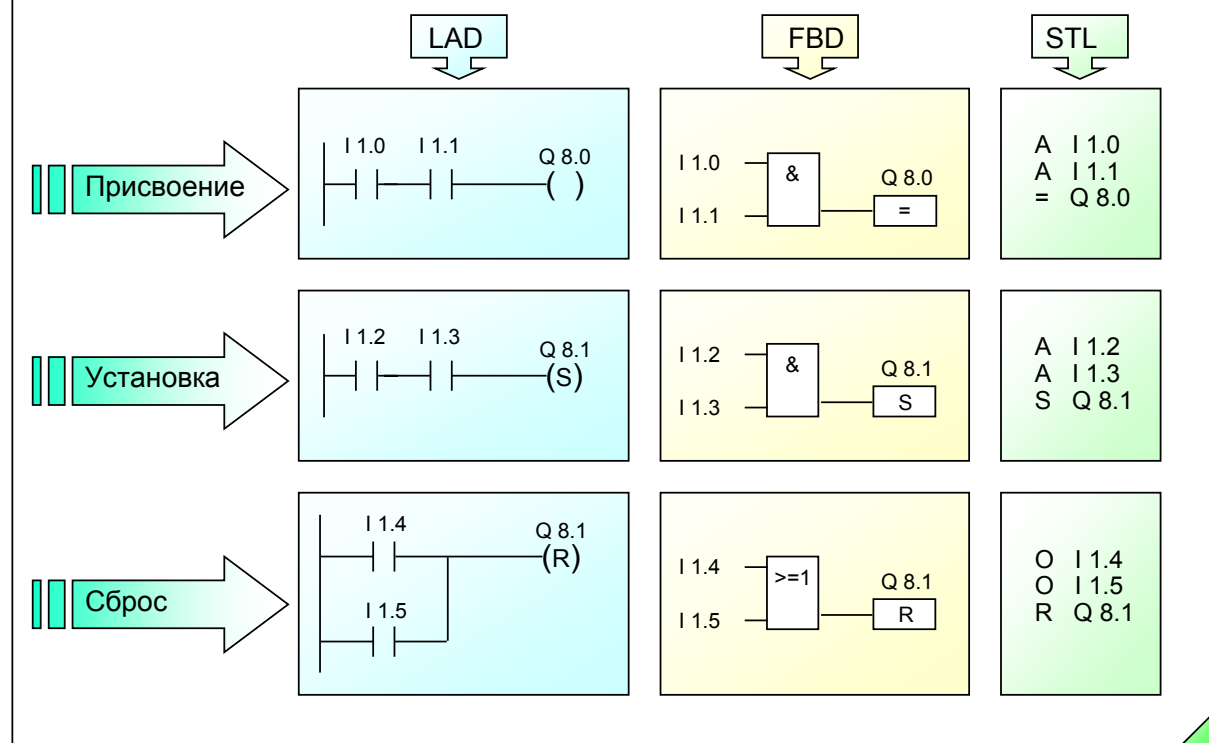 LAD FBD STL
Присвоение
I 1.0 I 1.1 Q 8.0
( )
I 1.0
I 1.1
&
Q 8.0
=
A I 1.0
A I 1.1
= Q 8.0
Установка
I 1.2 I 1.3 Q 8.1
(S)
I 1.2
I 1.3
&
Q 8.1
S
A I 1.2
A I 1.3
S Q 8.1
Сброс
I 1.4 Q 8.1
(R)
I 1.5
I 1.4
I 1.5
>=1
Q 8.1
R
O I 1.4
O I 1.5
R Q 8.1